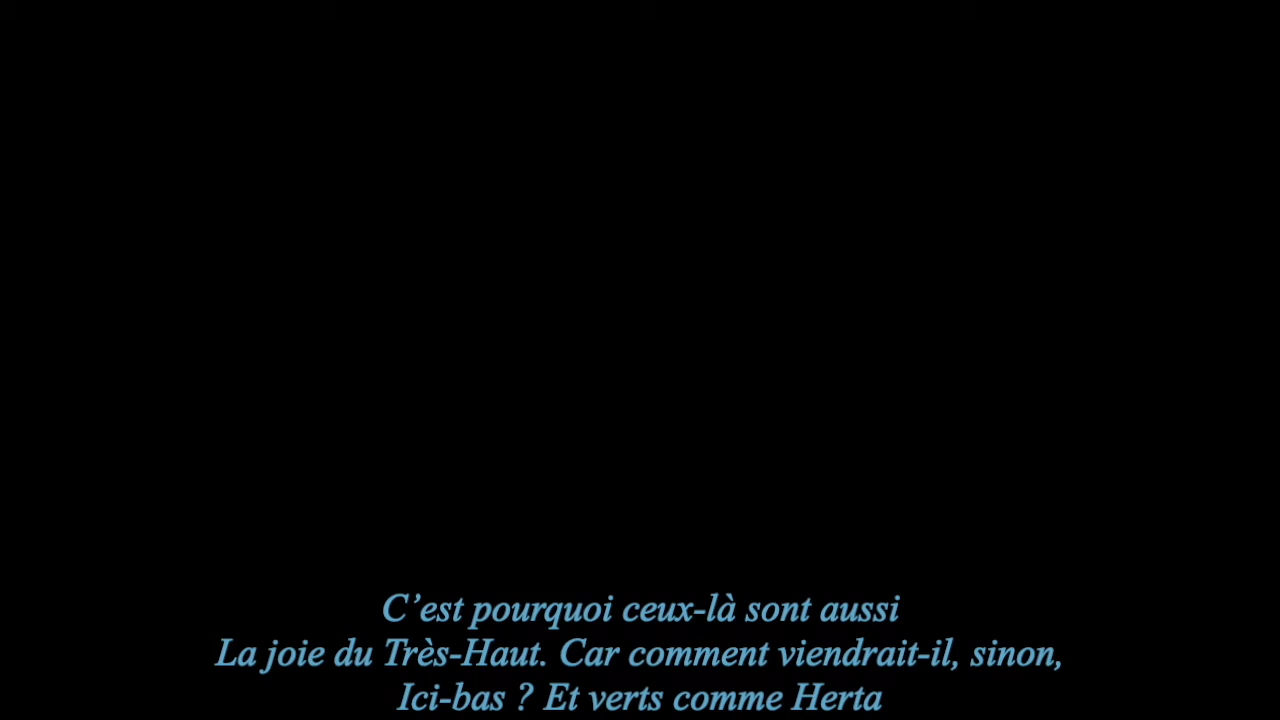 C’est pourquoi ceux-là sont aussi
La joie du Très-Haut. Car comment viendrait-il, sinon,
Ici-bas ? Et verts comme Herta